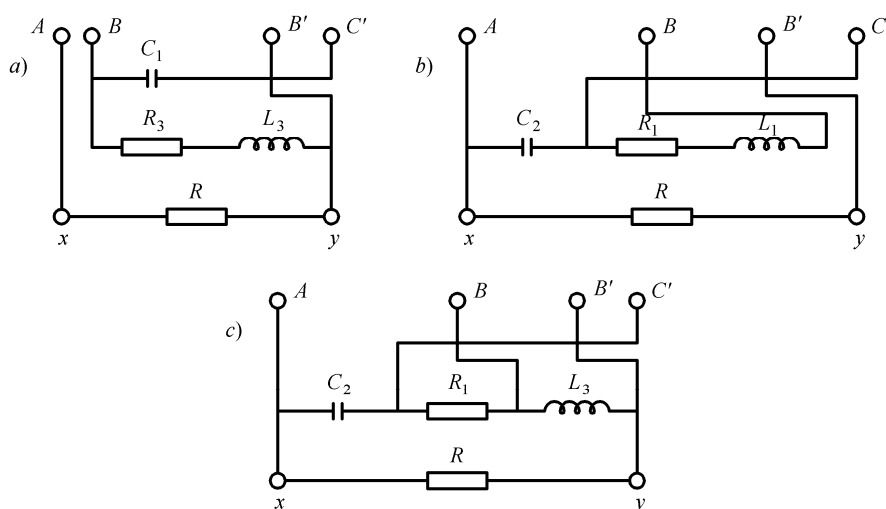 a)
A B B′ C′
C₁
R₃ L₃
R
x y
b)
A B B′ C
C₂ R₁ L₁
R
x y
c)
A B B′ C′
C₂ R₁ L₃
R
x y